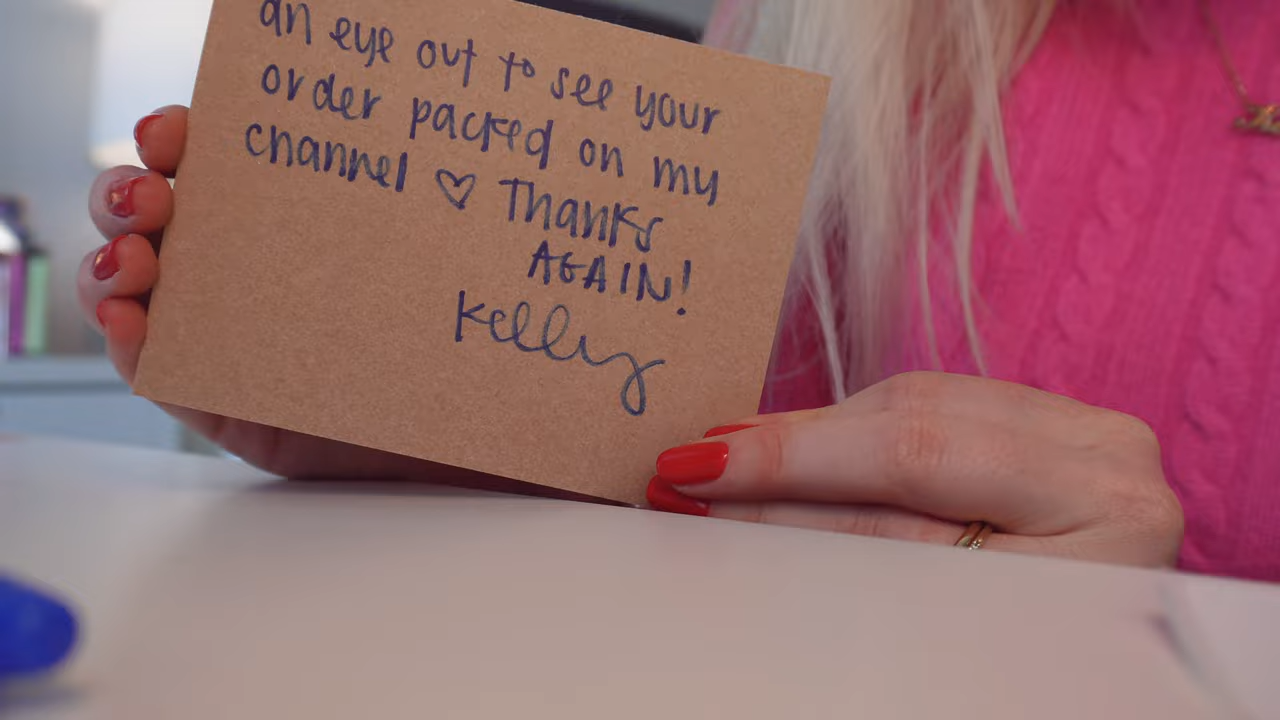 an eye out to see your
order packed on my
channel ♡ Thanks
AGAIN!
Kelly